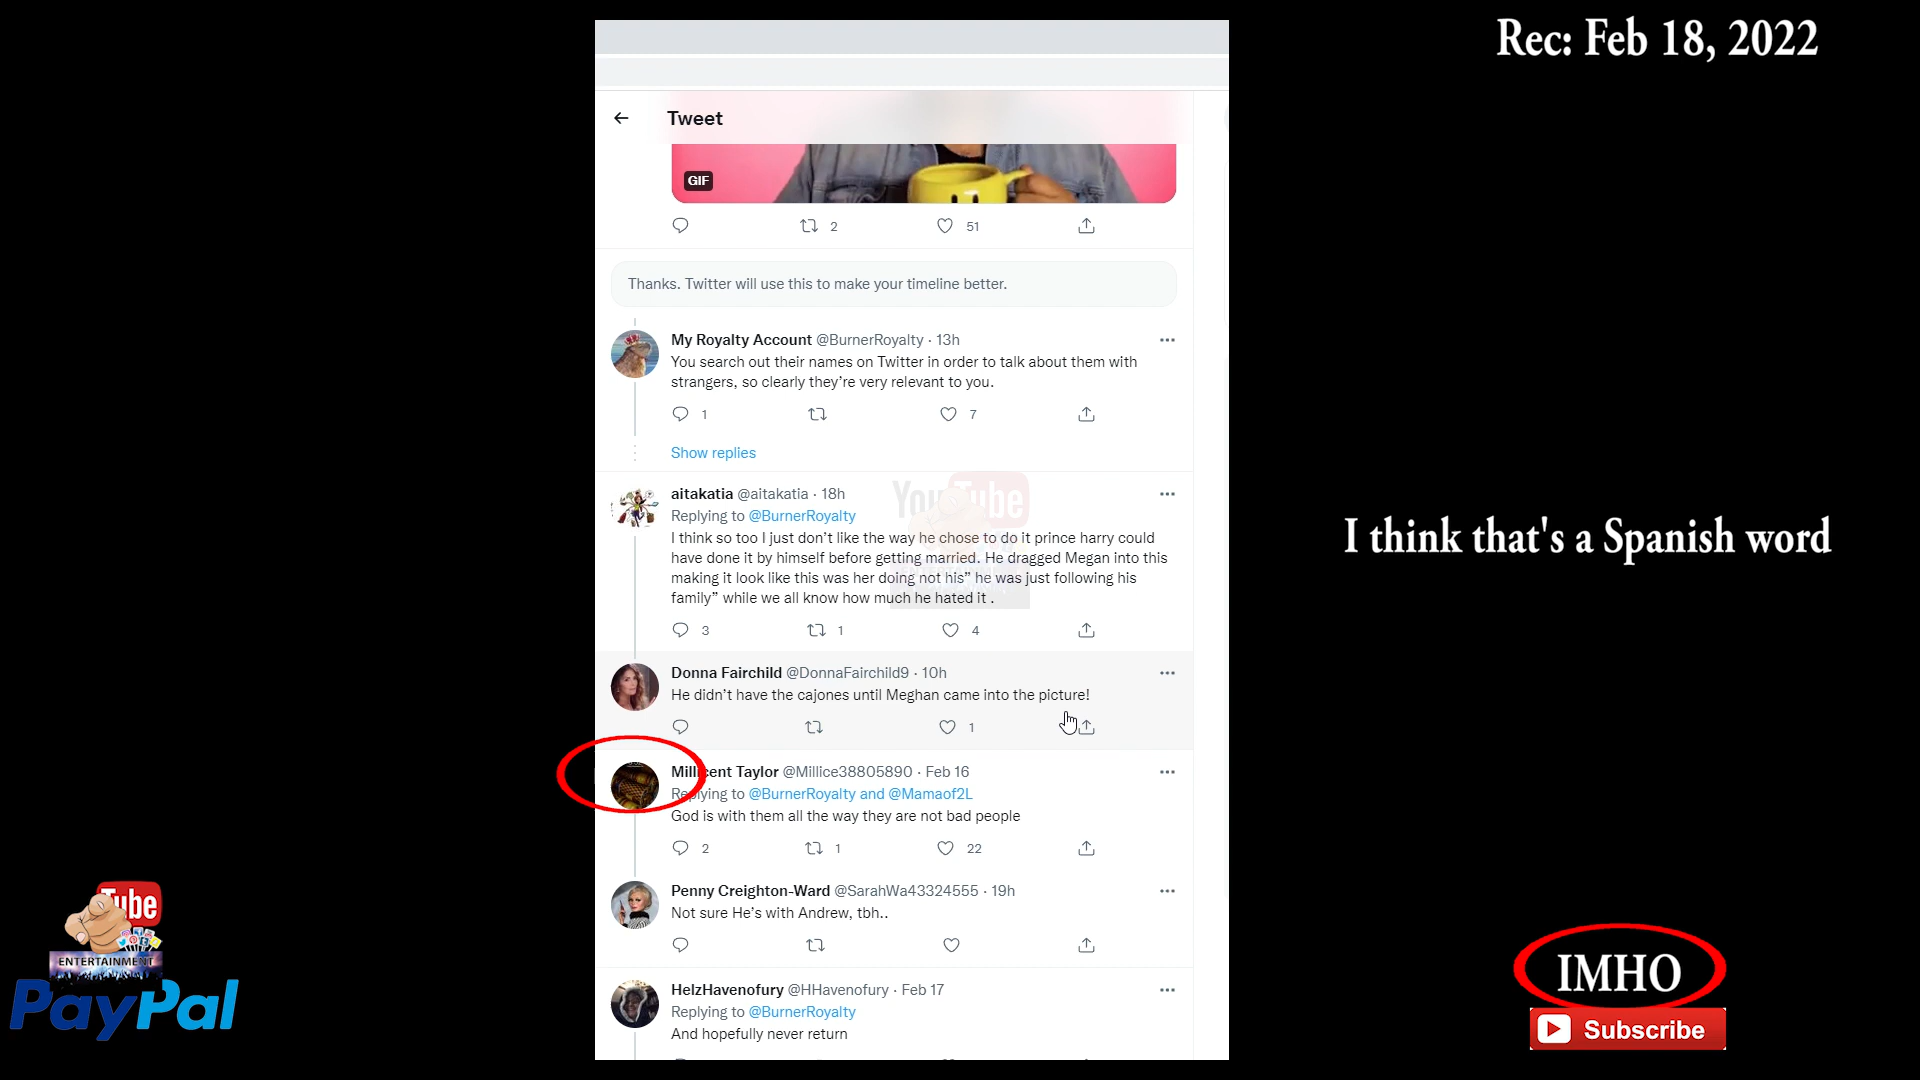 Rec: Feb 18, 2022
Tweet
GIF
2 51
Thanks. Twitter will use this to make your timeline better.
My Royalty Account @BurnerRoyalty · 13h
You search out their names on Twitter in order to talk about them with
strangers, so clearly they're very relevant to you.
1 7
Show replies
YouTube
aitakatia @aitakatia · 18h
Replying to @BurnerRoyalty
I think so too I just don't like the way he chose to do it prince harry could
have done it by himself before getting married. He dragged Megan into this
making it look like this was her doing not his" he was just following his
family" while we all know how much he hated it .
3 1 4
I think that's a Spanish word
Donna Fairchild @DonnaFairchild9 · 10h
He didn't have the cajones until Meghan came into the picture!
1
Millicent Taylor @Millice38805890 · Feb 16
Replying to @BurnerRoyalty and @Mamaof2L
God is with them all the way they are not bad people
2 1 22
Penny Creighton-Ward @SarahWa43324555 · 19h
Not sure He's with Andrew, tbh..
HelzHavenofury @HHavenofury · Feb 17
Replying to @BurnerRoyalty
And hopefully never return
Tube
ENTERTAINMENT
PayPal
IMHO
Subscribe